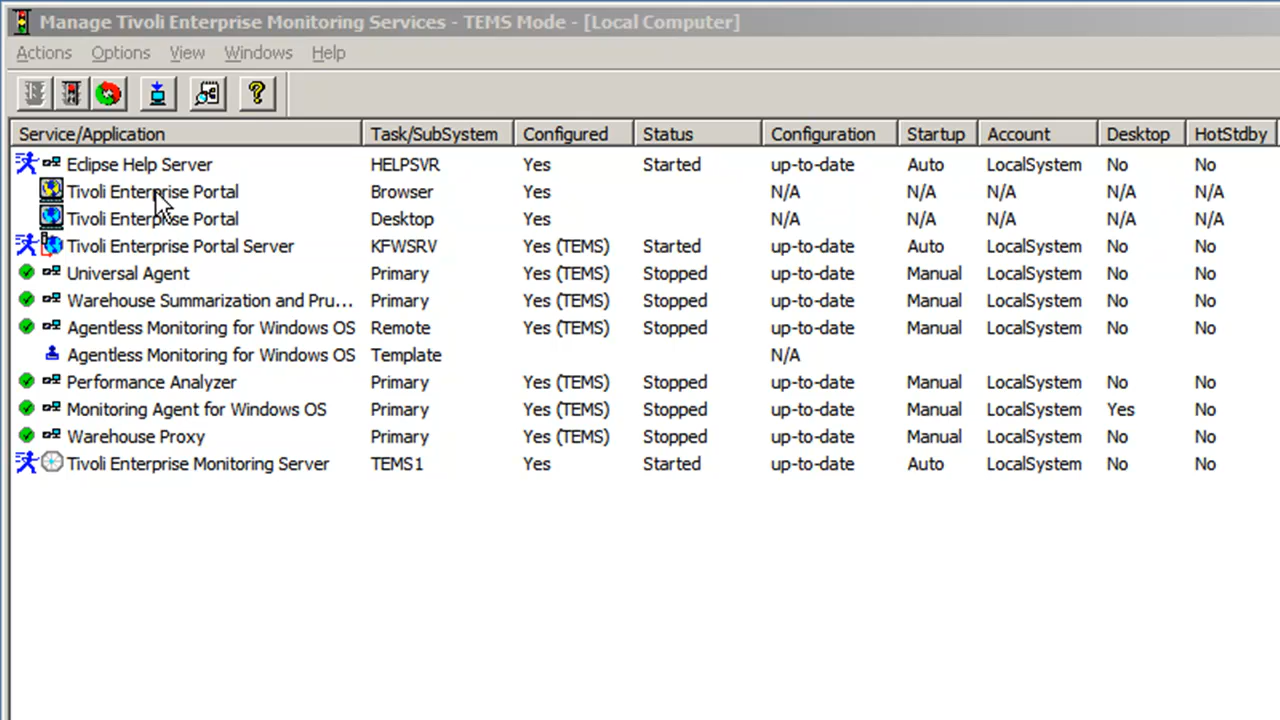 Manage Tivoli Enterprise Monitoring Services - TEMS Mode - [Local Computer]
Actions Options View Windows Help
Service/Application Task/SubSystem Configured Status Configuration Startup Account Desktop HotStdby
Eclipse Help Server HELPSVR Yes Started up-to-date Auto LocalSystem No No
Tivoli Enterprise Portal Browser Yes N/A N/A N/A N/A N/A
Tivoli Enterprise Portal Desktop Yes N/A N/A N/A N/A N/A
Tivoli Enterprise Portal Server KFWSRV Yes (TEMS) Started up-to-date Auto LocalSystem No No
Universal Agent Primary Yes (TEMS) Stopped up-to-date Manual LocalSystem No No
Warehouse Summarization and Pru... Primary Yes (TEMS) Stopped up-to-date Manual LocalSystem No No
Agentless Monitoring for Windows OS Remote Yes (TEMS) Stopped up-to-date Manual LocalSystem No No
Agentless Monitoring for Windows OS Template N/A
Performance Analyzer Primary Yes (TEMS) Stopped up-to-date Manual LocalSystem No No
Monitoring Agent for Windows OS Primary Yes (TEMS) Stopped up-to-date Manual LocalSystem Yes No
Warehouse Proxy Primary Yes (TEMS) Stopped up-to-date Manual LocalSystem No No
Tivoli Enterprise Monitoring Server TEMS1 Yes Started up-to-date Auto LocalSystem No No